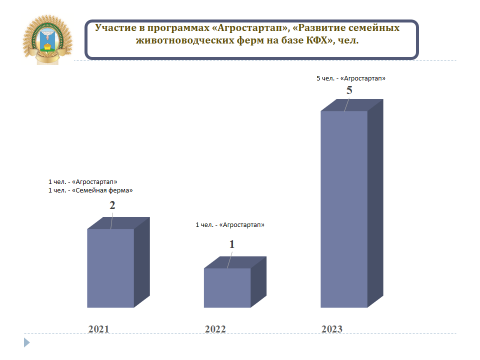 Участие в программах «Агростартап», «Развитие семейных
животноводческих ферм на базе КФХ», чел.
5 чел. - «Агростартап»
5
1 чел. - «Агростартап»
1 чел. - «Семейная ферма»
2
1 чел. - «Агростартап»
1
2021
2022
2023